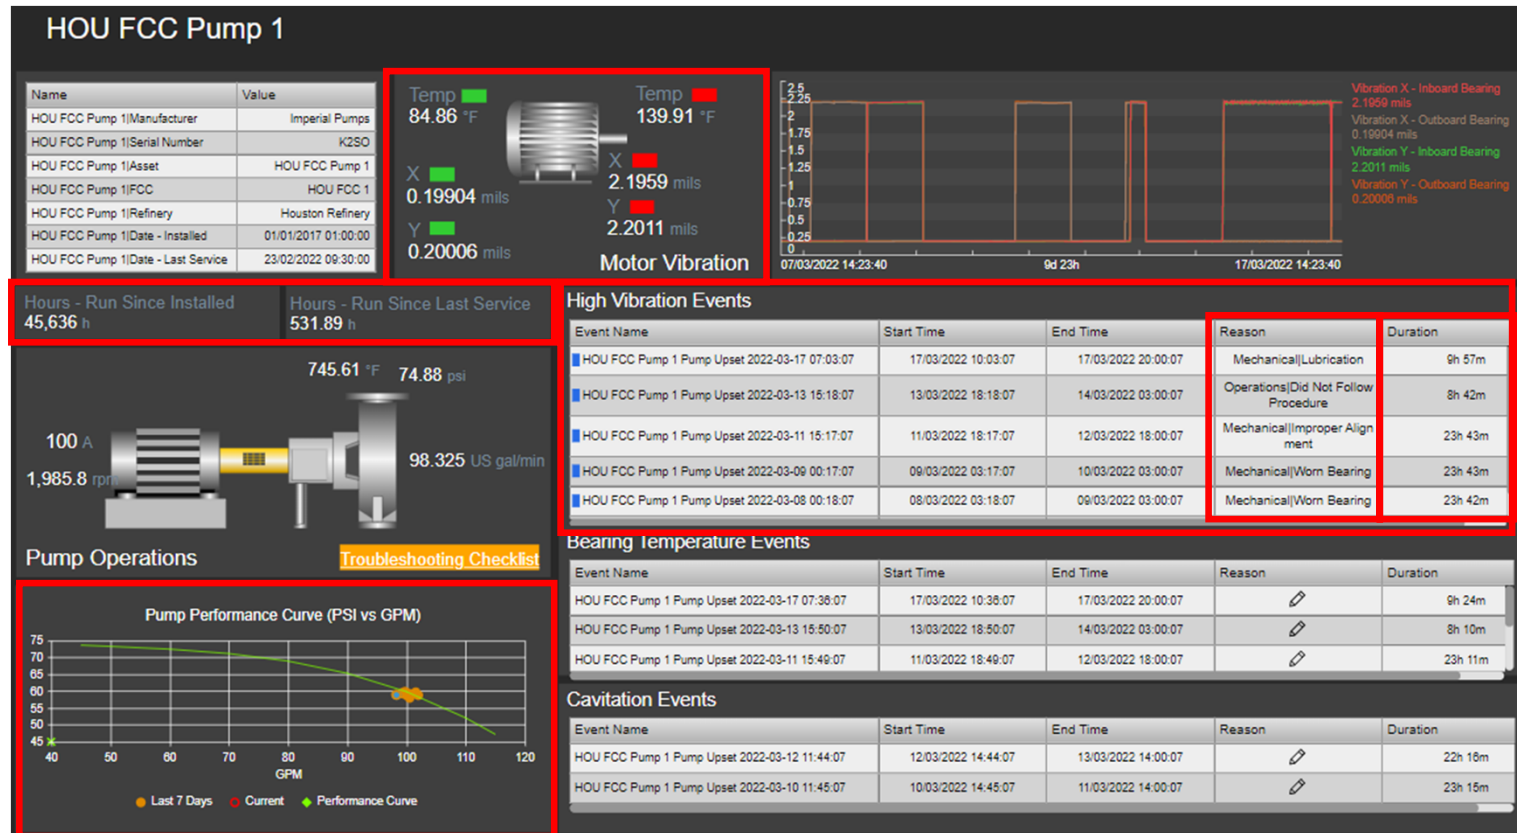 HOU FCC Pump 1
Name Value
HOU FCC Pump 1|Manufacturer Imperial Pumps
HOU FCC Pump 1|Serial Number K2SO
HOU FCC Pump 1|Asset HOU FCC Pump 1
HOU FCC Pump 1|FCC HOU FCC 1
HOU FCC Pump 1|Refinery Houston Refinery
HOU FCC Pump 1|Date - Installed 01/01/2017 01:00:00
HOU FCC Pump 1|Date - Last Service 23/02/2022 09:30:00
Temp
84.86 °F
X
0.19904 mils
Y
0.20006 mils
Temp
139.91 °F
X
2.1959 mils
Y
2.2011 mils
Motor Vibration
2.5
2.25
2
1.75
1.5
1.25
1
0.75
0.5
0.25
0
07/03/2022 14:23:40 9d 23h 17/03/2022 14:23:40
Vibration X - Inboard Bearing
2.1959 mils
Vibration X - Outboard Bearing
0.19904 mils
Vibration Y - Inboard Bearing
2.2011 mils
Vibration Y - Outboard Bearing
0.20006 mils
Hours - Run Since Installed
45,636 h
Hours - Run Since Last Service
531.89 h
745.61 °F 74.88 psi
100 A
98.325 US gal/min
1,985.8 rpm
Pump Operations
Troubleshooting Checklist
Pump Performance Curve (PSI vs GPM)
75
70
65
60
55
50
45
40 50 60 70 80 90 100 110 120
GPM
Last 7 Days Current Performance Curve
High Vibration Events
Event Name Start Time End Time Reason Duration
HOU FCC Pump 1 Pump Upset 2022-03-17 07:03:07 17/03/2022 10:03:07 17/03/2022 20:00:07 Mechanical|Lubrication 9h 57m
HOU FCC Pump 1 Pump Upset 2022-03-13 15:18:07 13/03/2022 18:18:07 14/03/2022 03:00:07 Operations|Did Not Follow 8h 42m
Procedure
HOU FCC Pump 1 Pump Upset 2022-03-11 15:17:07 11/03/2022 18:17:07 12/03/2022 18:00:07 Mechanical|Improper Align 23h 43m
ment
HOU FCC Pump 1 Pump Upset 2022-03-09 00:17:07 09/03/2022 03:17:07 10/03/2022 03:00:07 Mechanical|Worn Bearing 23h 43m
HOU FCC Pump 1 Pump Upset 2022-03-08 00:18:07 08/03/2022 03:18:07 09/03/2022 03:00:07 Mechanical|Worn Bearing 23h 42m
Bearing Temperature Events
Event Name Start Time End Time Reason Duration
HOU FCC Pump 1 Pump Upset 2022-03-17 07:36:07 17/03/2022 10:36:07 17/03/2022 20:00:07 9h 24m
HOU FCC Pump 1 Pump Upset 2022-03-13 15:50:07 13/03/2022 18:50:07 14/03/2022 03:00:07 8h 10m
HOU FCC Pump 1 Pump Upset 2022-03-11 15:49:07 11/03/2022 18:49:07 12/03/2022 18:00:07 23h 11m
Cavitation Events
Event Name Start Time End Time Reason Duration
HOU FCC Pump 1 Pump Upset 2022-03-12 11:44:07 12/03/2022 14:44:07 13/03/2022 14:00:07 22h 16m
HOU FCC Pump 1 Pump Upset 2022-03-10 11:45:07 10/03/2022 14:45:07 11/03/2022 14:00:07 23h 15m